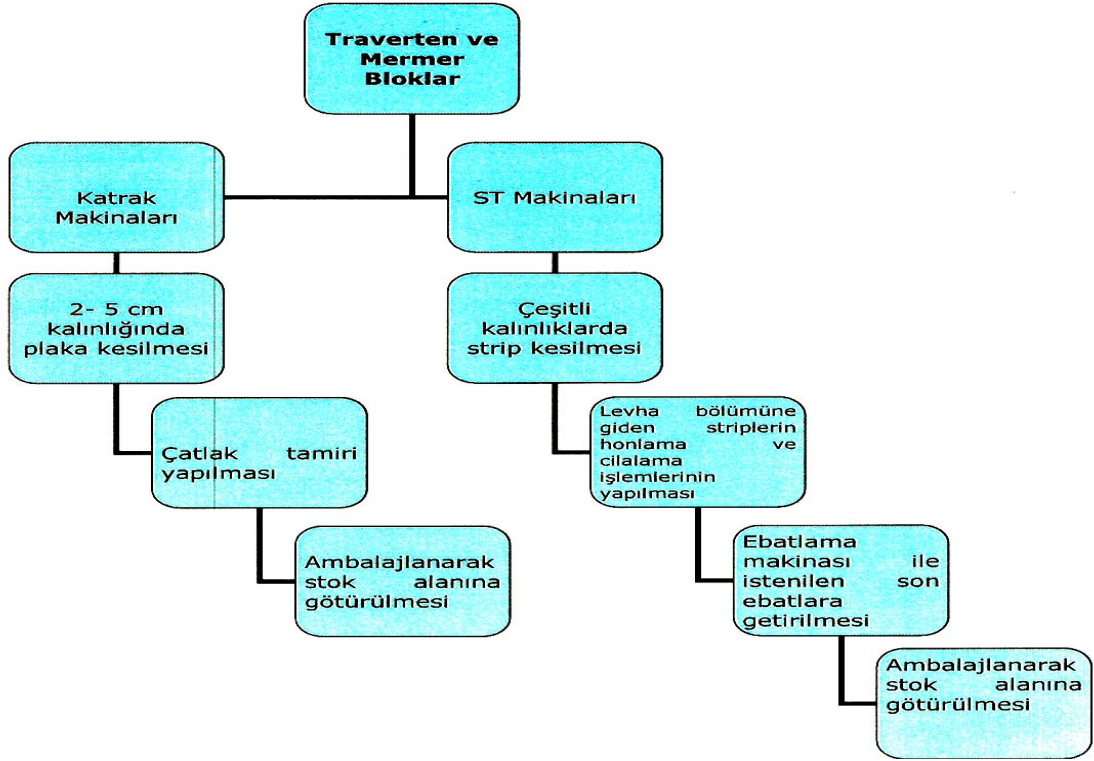 Traverten ve
Mermer
Bloklar
Katrak
Makinaları
ST Makinaları
2- 5 cm
kalınlığında
plaka kesilmesi
Çeşitli
kalınlıklarda
strip kesilmesi
Çatlak tamiri
yapılması
Levha bölümüne
giden striplerin
honlama ve
cilalama
işlemlerinin
yapılması
Ambalajlanarak
stok alanına
götürülmesi
Ebatlama
makinası ile
istenilen son
ebatlara
getirilmesi
Ambalajlanarak
stok alanına
götürülmesi